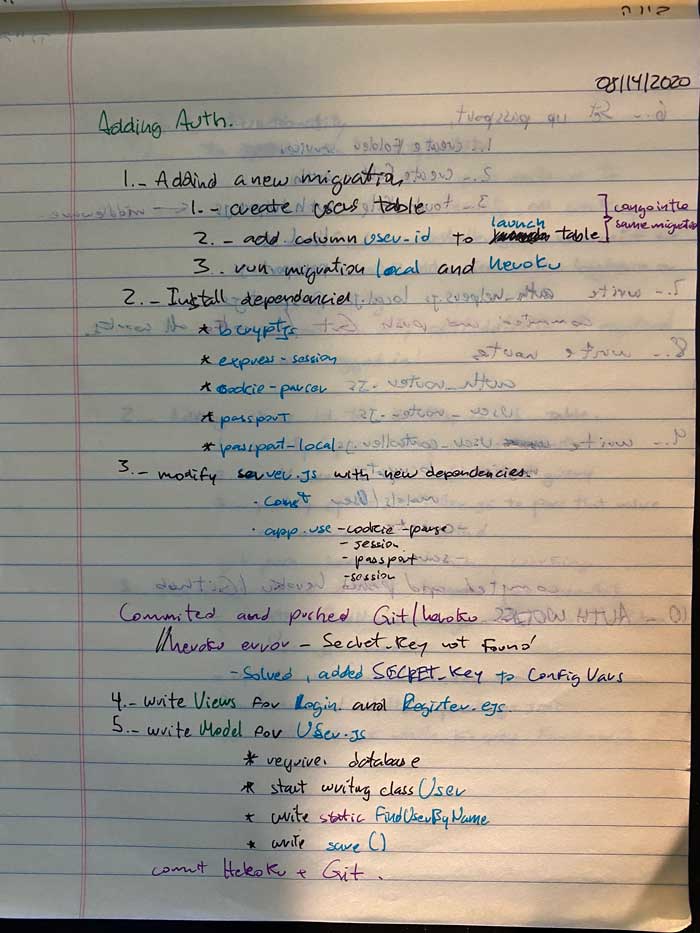 08/14/2020
Adding Auth.
1.- Addind a new migration
1.- create users table
2.- add column user-id to launch table
can go in the same migration
3.. run migration local and heroku
2.- Install dependancies.
* bcryptjs
* express-session
* cookie-parser
* passport
* passport-local
3.- modify server.js with new dependencies.
· const
· app.use - cookie-parse
- session
- passport
- session
Commited and pushed Git/heroku
//heroku error - Secret_Key not found
- Solved, added SECRET_Key to Config Vars
4.- write Views for Login. and Register.ejs.
5.- write Model for User.js
* require. database
* start writing class User
* write static FindUserByName
* write save()
commit Heroku + Git.